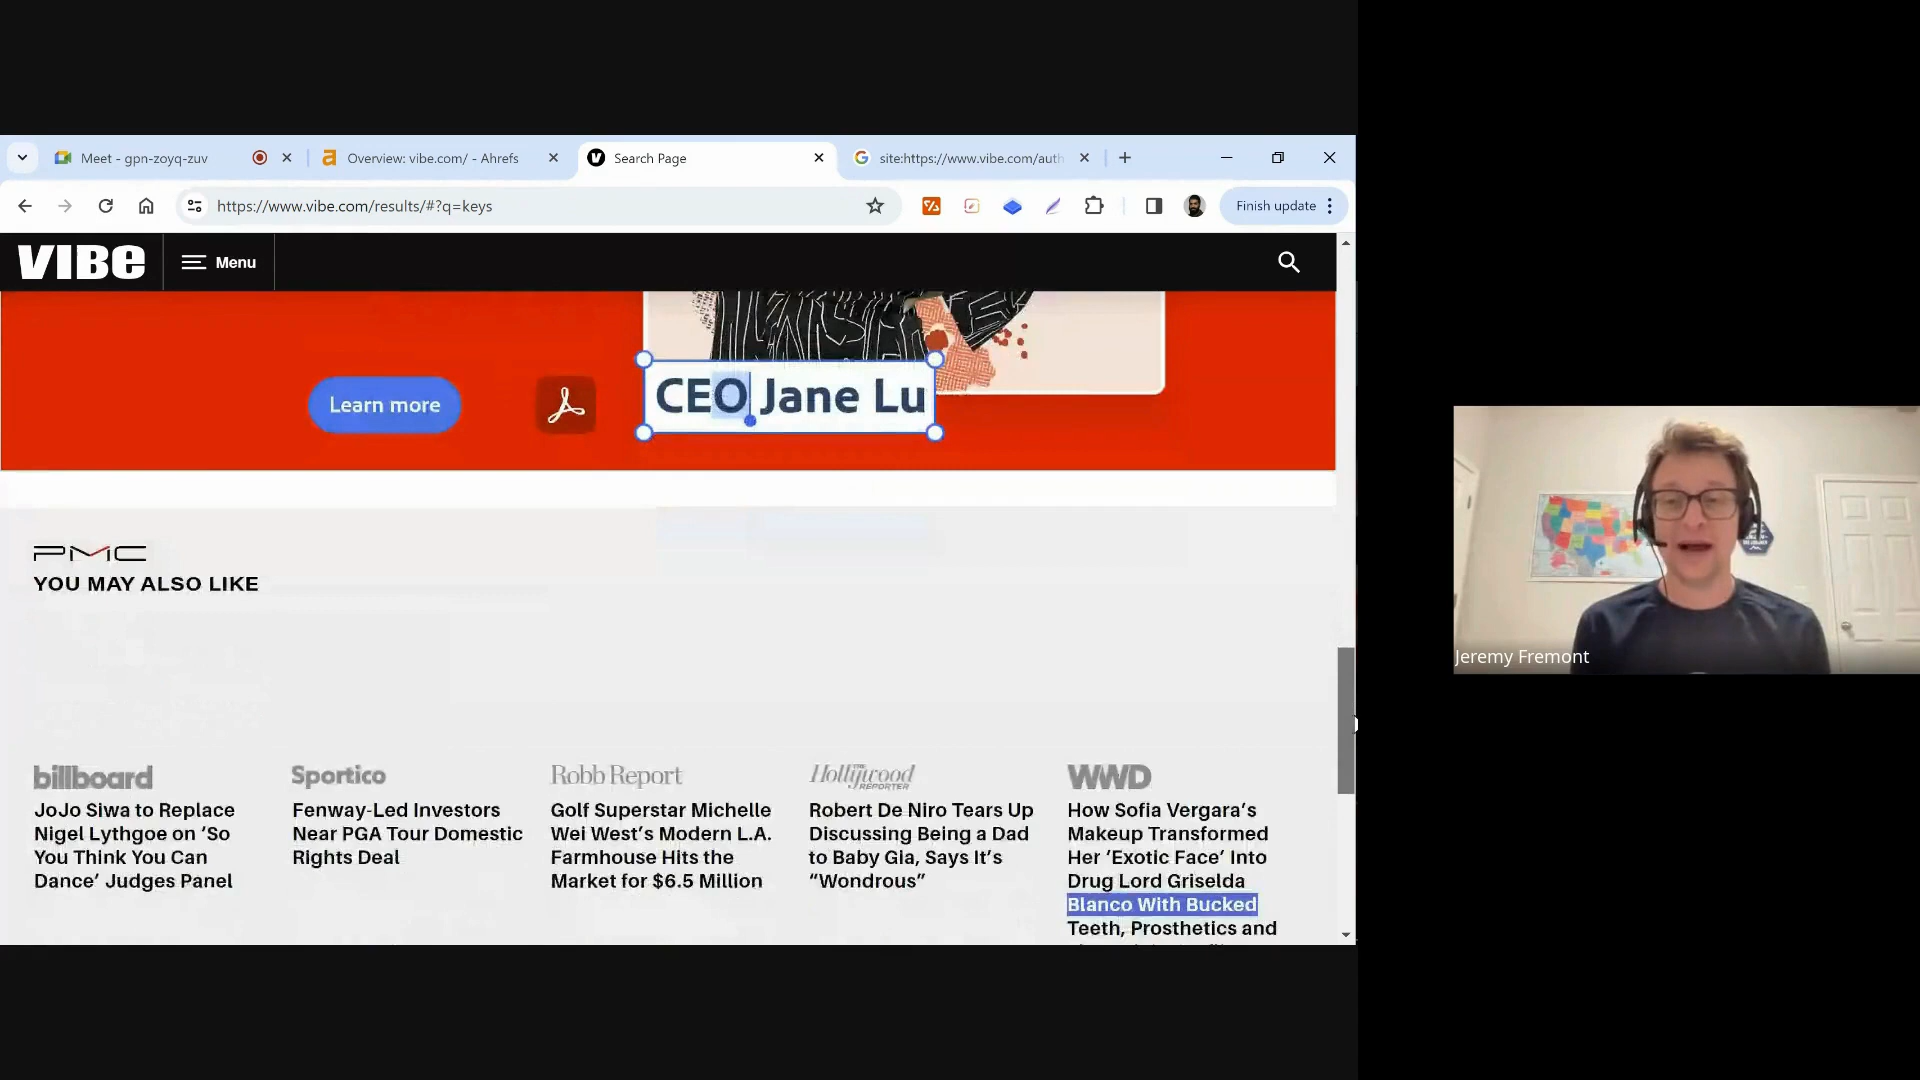 Meet - gpn-zoyq-zuv
Overview: vibe.com/ - Ahrefs
Search Page
site:https://www.vibe.com/auth
https://www.vibe.com/results/#?q=keys
Finish update
VIBE
Menu
Learn more
CEO Jane Lu
PMC
YOU MAY ALSO LIKE
billboard
JoJo Siwa to Replace
Nigel Lythgoe on ‘So
You Think You Can
Dance’ Judges Panel
Sportico
Fenway-Led Investors
Near PGA Tour Domestic
Rights Deal
Robb Report
Golf Superstar Michelle
Wei West’s Modern L.A.
Farmhouse Hits the
Market for $6.5 Million
The Hollywood
REPORTER
Robert De Niro Tears Up
Discussing Being a Dad
to Baby Gia, Says It’s
“Wondrous”
WWD
How Sofia Vergara’s
Makeup Transformed
Her ‘Exotic Face’ Into
Drug Lord Griselda
Blanco With Bucked
Teeth, Prosthetics and
Jeremy Fremont